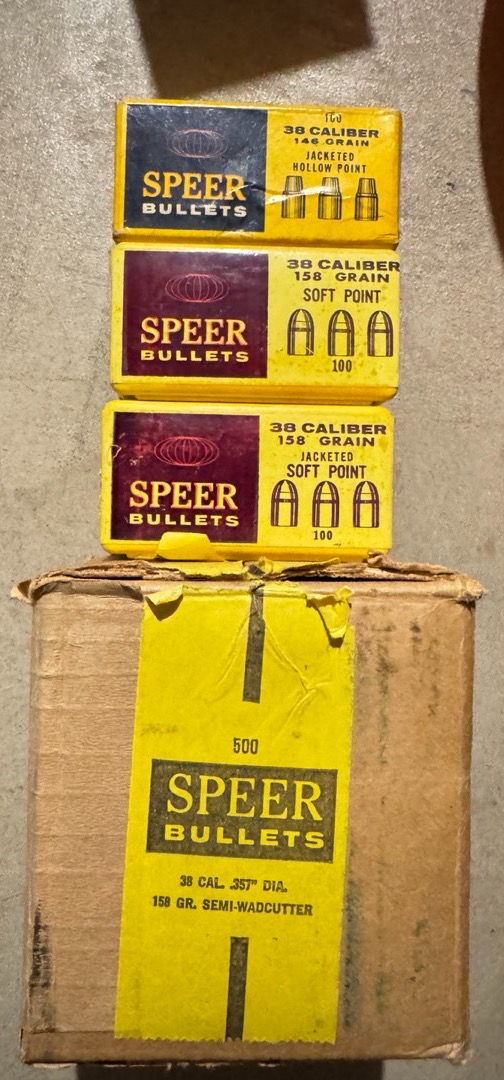 100
38 CALIBER
146 GRAIN
JACKETED
HOLLOW POINT
SPEER
BULLETS
38 CALIBER
158 GRAIN
SOFT POINT
SPEER
BULLETS
100
38 CALIBER
158 GRAIN
JACKETED
SOFT POINT
SPEER
BULLETS
100
500
SPEER
BULLETS
38 CAL. .357" DIA.
158 GR. SEMI-WADCUTTER